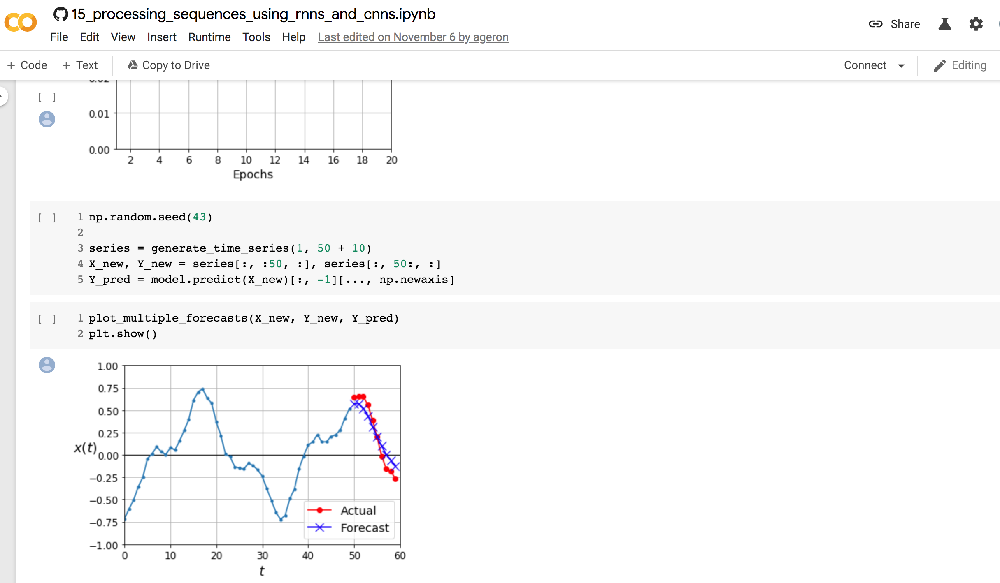 15_processing_sequences_using_rnns_and_cnns.ipynb
File Edit View Insert Runtime Tools Help Last edited on November 6 by ageron
Share
+ Code + Text Copy to Drive
Connect Editing
0.02
[ ]
0.01
0.00
2 4 6 8 10 12 14 16 18 20
Epochs
[ ] 1 np.random.seed(43)
2
3 series = generate_time_series(1, 50 + 10)
4 X_new, Y_new = series[:, :50, :], series[:, 50:, :]
5 Y_pred = model.predict(X_new)[:, -1][..., np.newaxis]
[ ] 1 plot_multiple_forecasts(X_new, Y_new, Y_pred)
2 plt.show()
1.00
0.75
0.50
0.25
x(t)
0.00
−0.25
−0.50
−0.75
−1.00
Actual
Forecast
0 10 20 30 40 50 60
t